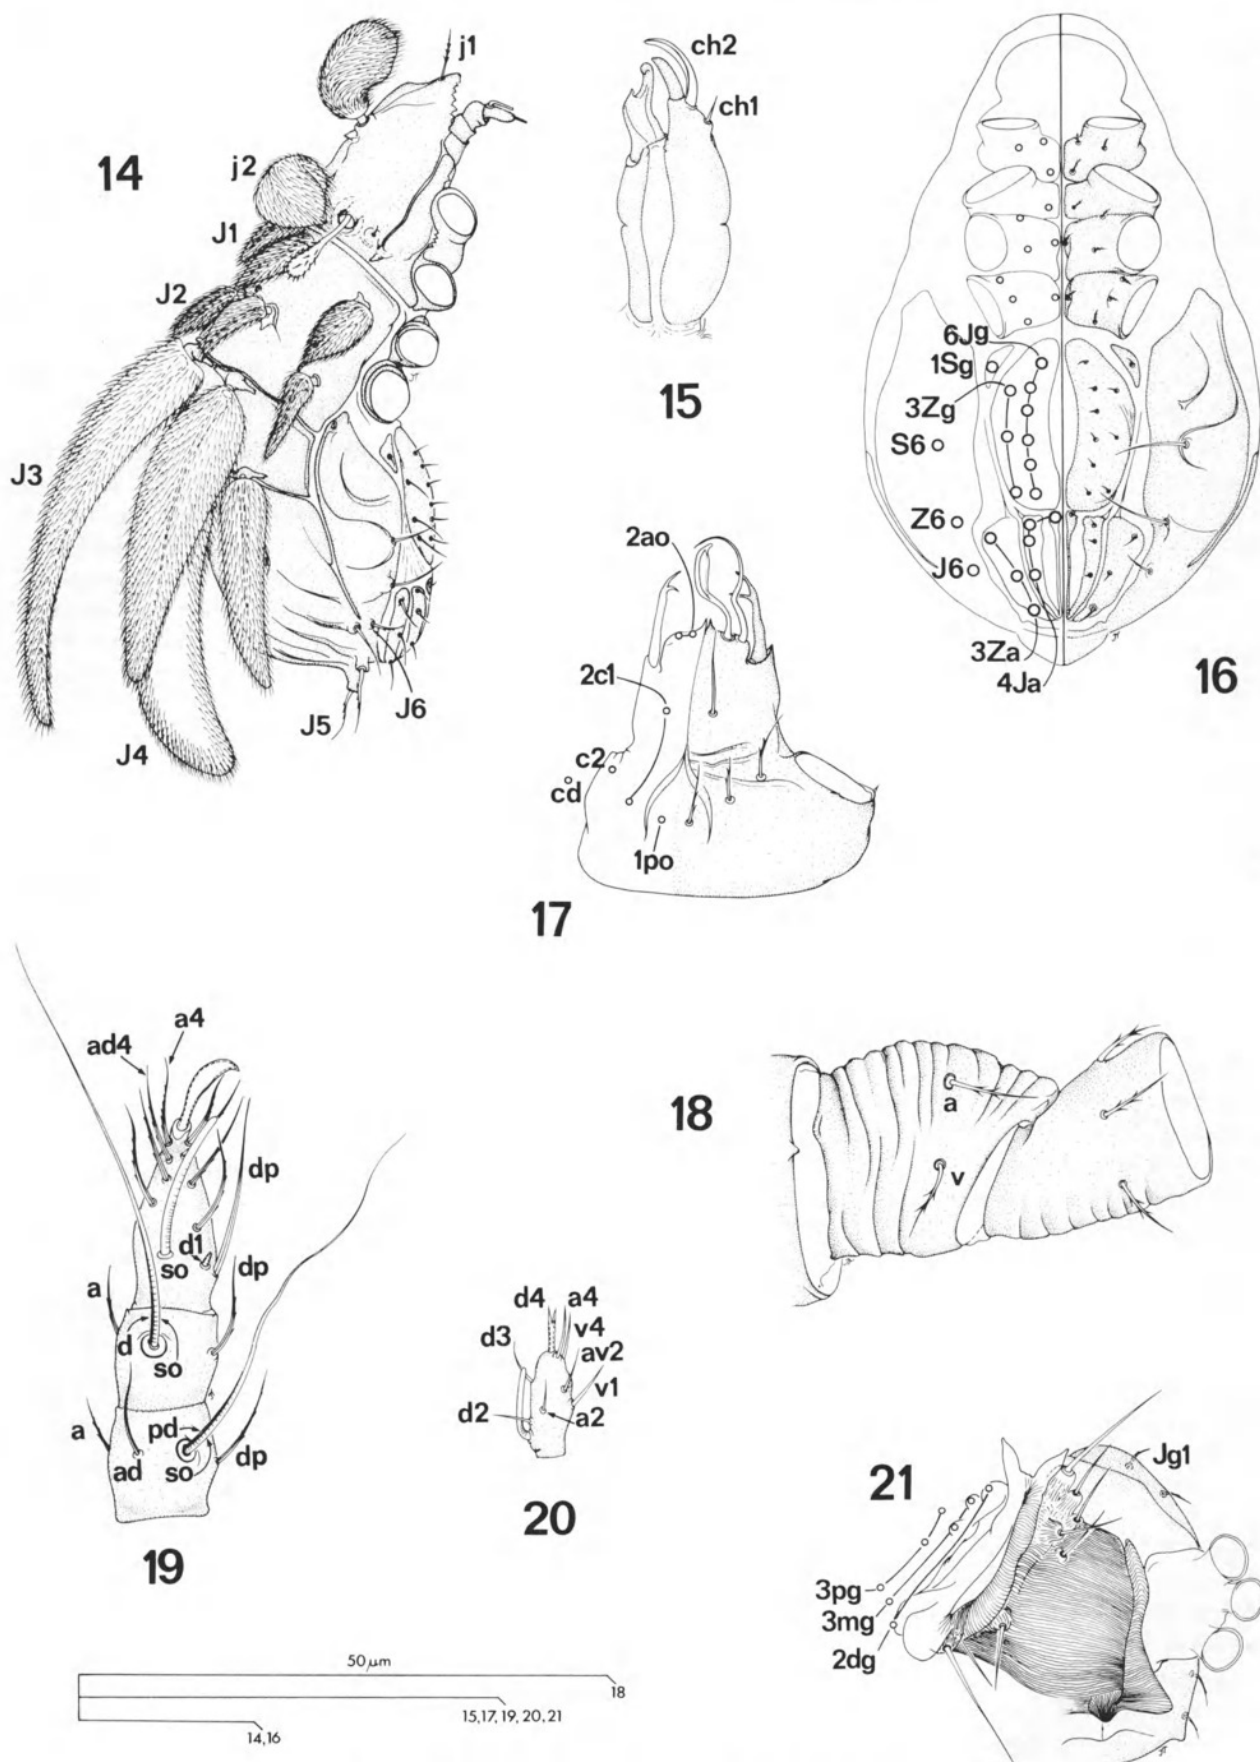 14
j1
j2
J1
J2
J3
J4
J5
J6
15
ch2
ch1
16
6Jg
1Sg
3Zg
S6
Z6
J6
3Za
4Ja
17
2ao
2c1
c2
cd
1po
18
a
v
19
ad4
a4
dp
d1
so
dp
a
d
so
a
pd
ad
so
dp
20
d4
a4
d3
v4
av2
v1
d2
a2
21
Jg1
3pg
3mg
2dg
50 µm
18
15,17,19,20,21
14,16